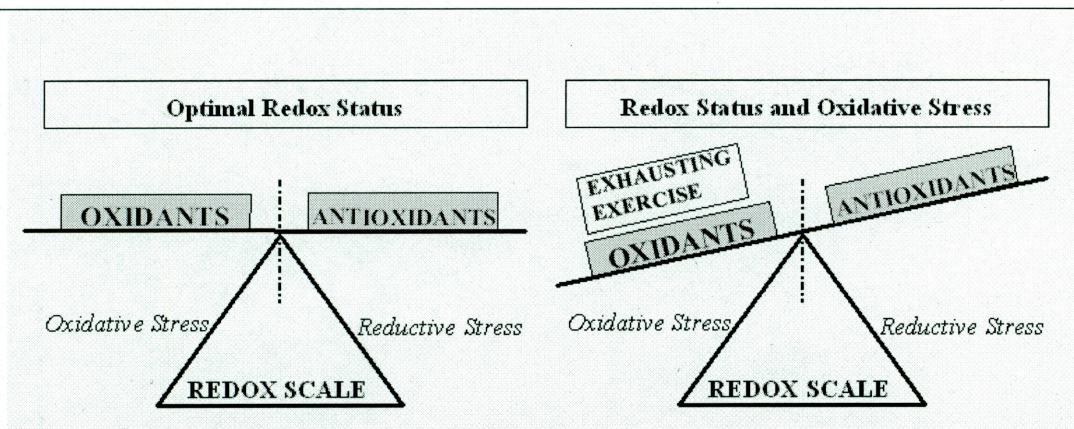 Optimal Redox Status
OXIDANTS
ANTIOXIDANTS
Oxidative Stress
Reductive Stress
REDOX SCALE
Redox Status and Oxidative Stress
EXHAUSTING
EXERCISE
OXIDANTS
ANTIOXIDANTS
Oxidative Stress
Reductive Stress
REDOX SCALE